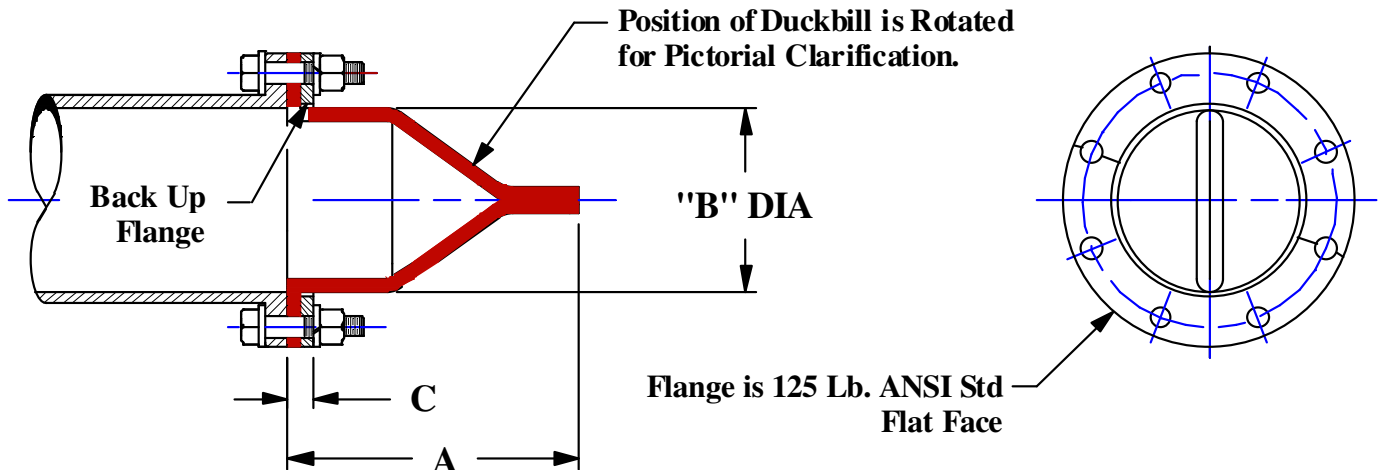 Position of Duckbill is Rotated
for Pictorial Clarification.
Back Up
Flange
"B" DIA
C
A
Flange is 125 Lb. ANSI Std
Flat Face